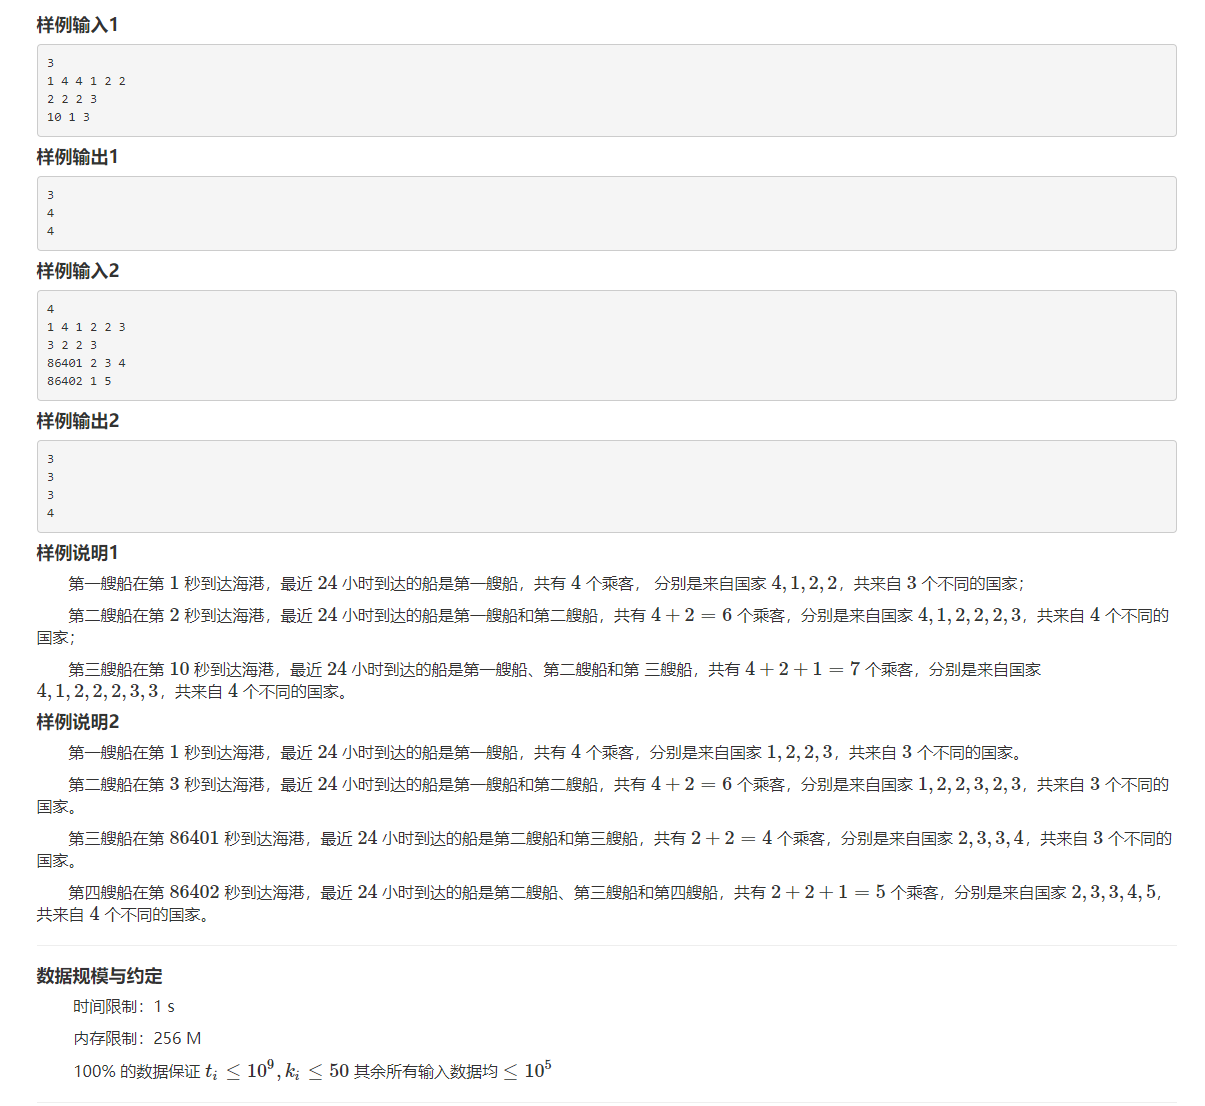 样例输入1
3
1 4 4 1 2 2
2 2 2 3
10 1 3
样例输出1
3
4
4
样例输入2
4
1 4 1 2 2 3
3 2 2 3
86401 2 3 4
86402 1 5
样例输出2
3
3
3
4
样例说明1
第一艘船在第 1 秒到达海港，最近 24 小时到达的船是第一艘船，共有 4 个乘客， 分别是来自国家 4, 1, 2, 2，共来自 3 个不同的国家；
第二艘船在第 2 秒到达海港，最近 24 小时到达的船是第一艘船和第二艘船，共有 4 + 2 = 6 个乘客，分别是来自国家 4, 1, 2, 2, 2, 3，共来自 4 个不同的
国家；
第三艘船在第 10 秒到达海港，最近 24 小时到达的船是第一艘船、第二艘船和第 三艘船，共有 4 + 2 + 1 = 7 个乘客，分别是来自国家
4, 1, 2, 2, 2, 3, 3，共来自 4 个不同的国家。
样例说明2
第一艘船在第 1 秒到达海港，最近 24 小时到达的船是第一艘船，共有 4 个乘客，分别是来自国家 1, 2, 2, 3，共来自 3 个不同的国家。
第二艘船在第 3 秒到达海港，最近 24 小时到达的船是第一艘船和第二艘船，共有 4 + 2 = 6 个乘客，分别是来自国家 1, 2, 2, 3, 2, 3，共来自 3 个不同的
国家。
第三艘船在第 86401 秒到达海港，最近 24 小时到达的船是第二艘船和第三艘船，共有 2 + 2 = 4 个乘客，分别是来自国家 2, 3, 3, 4，共来自 3 个不同的
国家。
第四艘船在第 86402 秒到达海港，最近 24 小时到达的船是第二艘船、第三艘船和第四艘船，共有 2 + 2 + 1 = 5 个乘客，分别是来自国家 2, 3, 3, 4, 5，
共来自 4 个不同的国家。
数据规模与约定
时间限制：1 s
内存限制：256 M
100% 的数据保证 t_i ≤ 10^9, k_i ≤ 50 其余所有输入数据均 ≤ 10^5